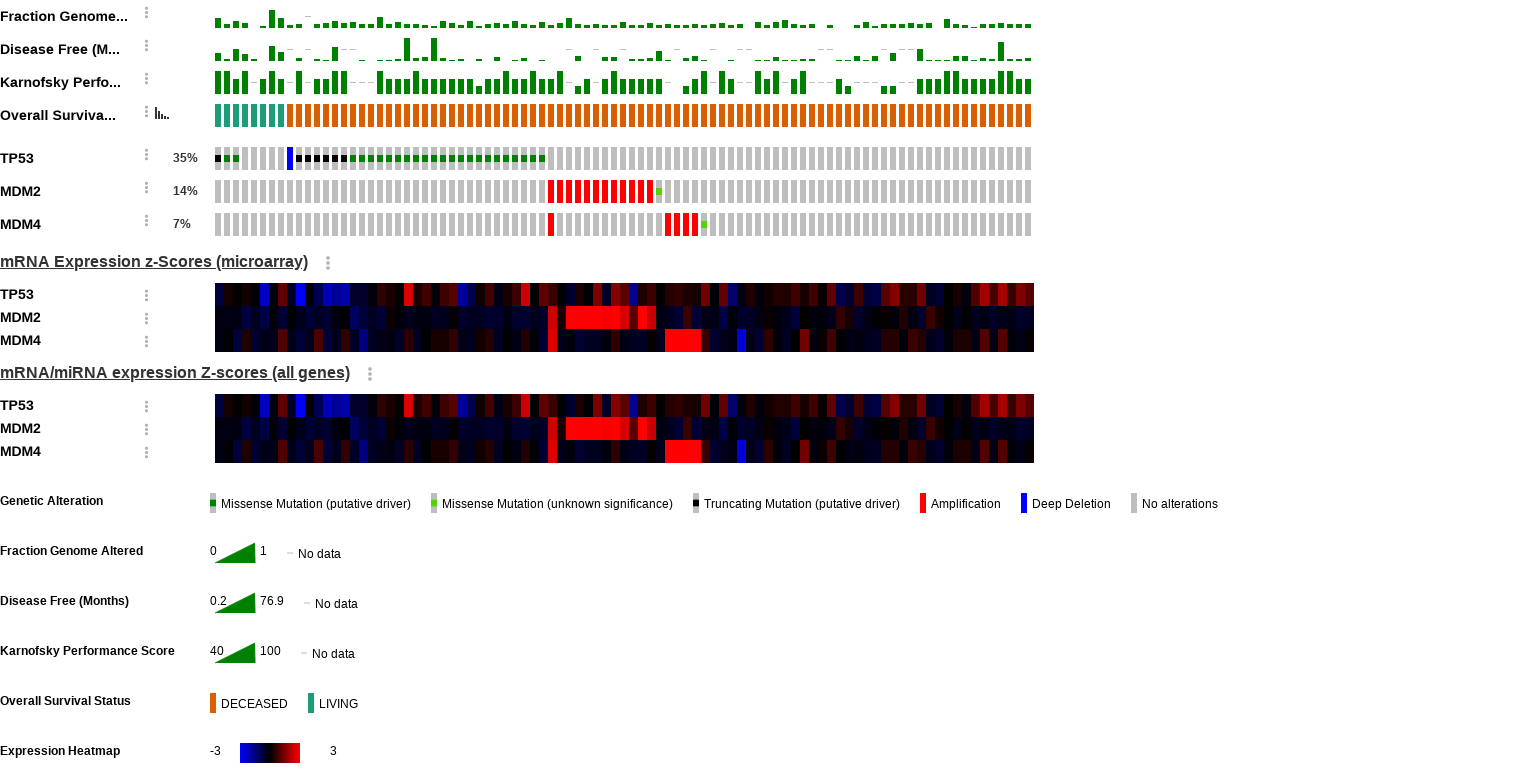 Fraction Genome...
Disease Free (M...
Karnofsky Perfo...
Overall Surviva...
TP53 35%
MDM2 14%
MDM4 7%
mRNA Expression z-Scores (microarray)
TP53
MDM2
MDM4
mRNA/miRNA expression Z-scores (all genes)
TP53
MDM2
MDM4
Genetic Alteration Missense Mutation (putative driver) Missense Mutation (unknown significance) Truncating Mutation (putative driver) Amplification Deep Deletion No alterations
Fraction Genome Altered 0 1 No data
Disease Free (Months) 0.2 76.9 No data
Karnofsky Performance Score 40 100 No data
Overall Survival Status DECEASED LIVING
Expression Heatmap -3 3